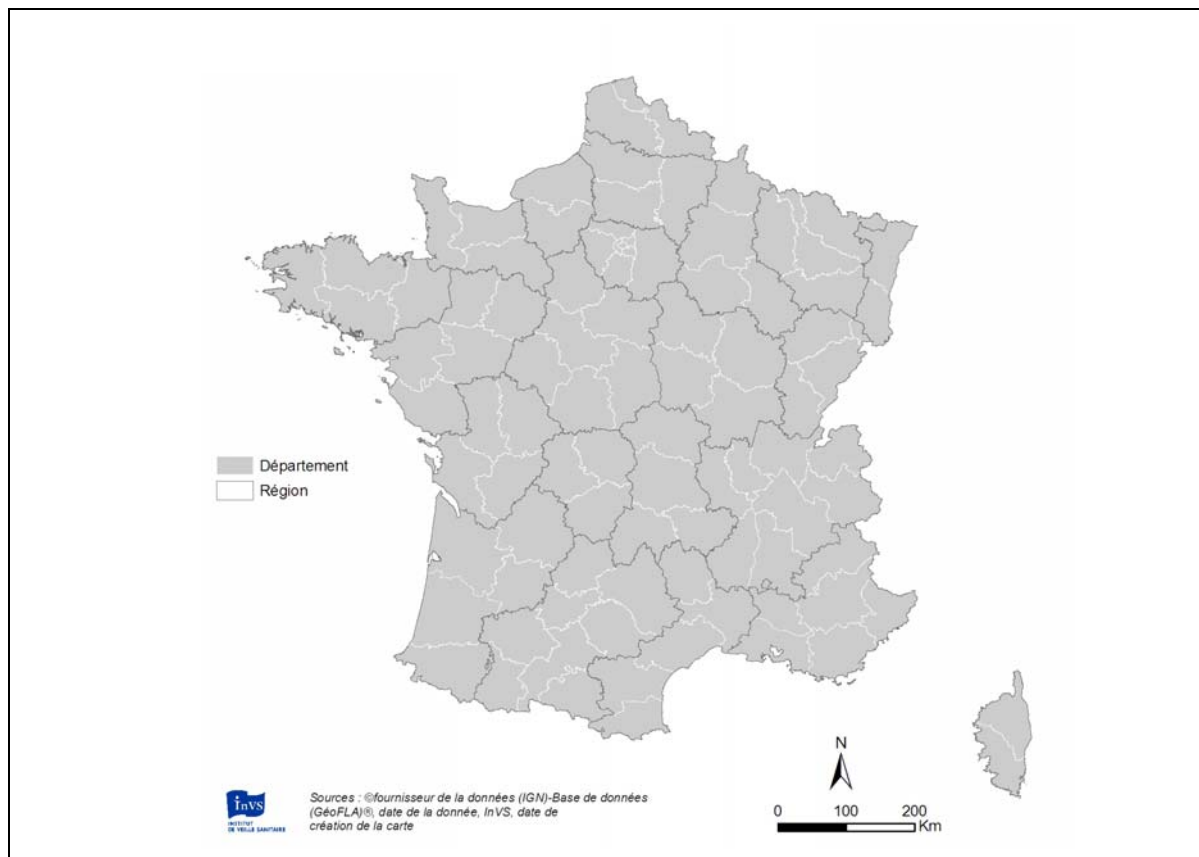 Département
Région
N
InVS
INSTITUT
DE VEILLE SANITAIRE
Sources : ©fournisseur de la données (IGN)-Base de données
(GéoFLA)®, date de la donnée, InVS, date de
création de la carte
0 100 200
Km